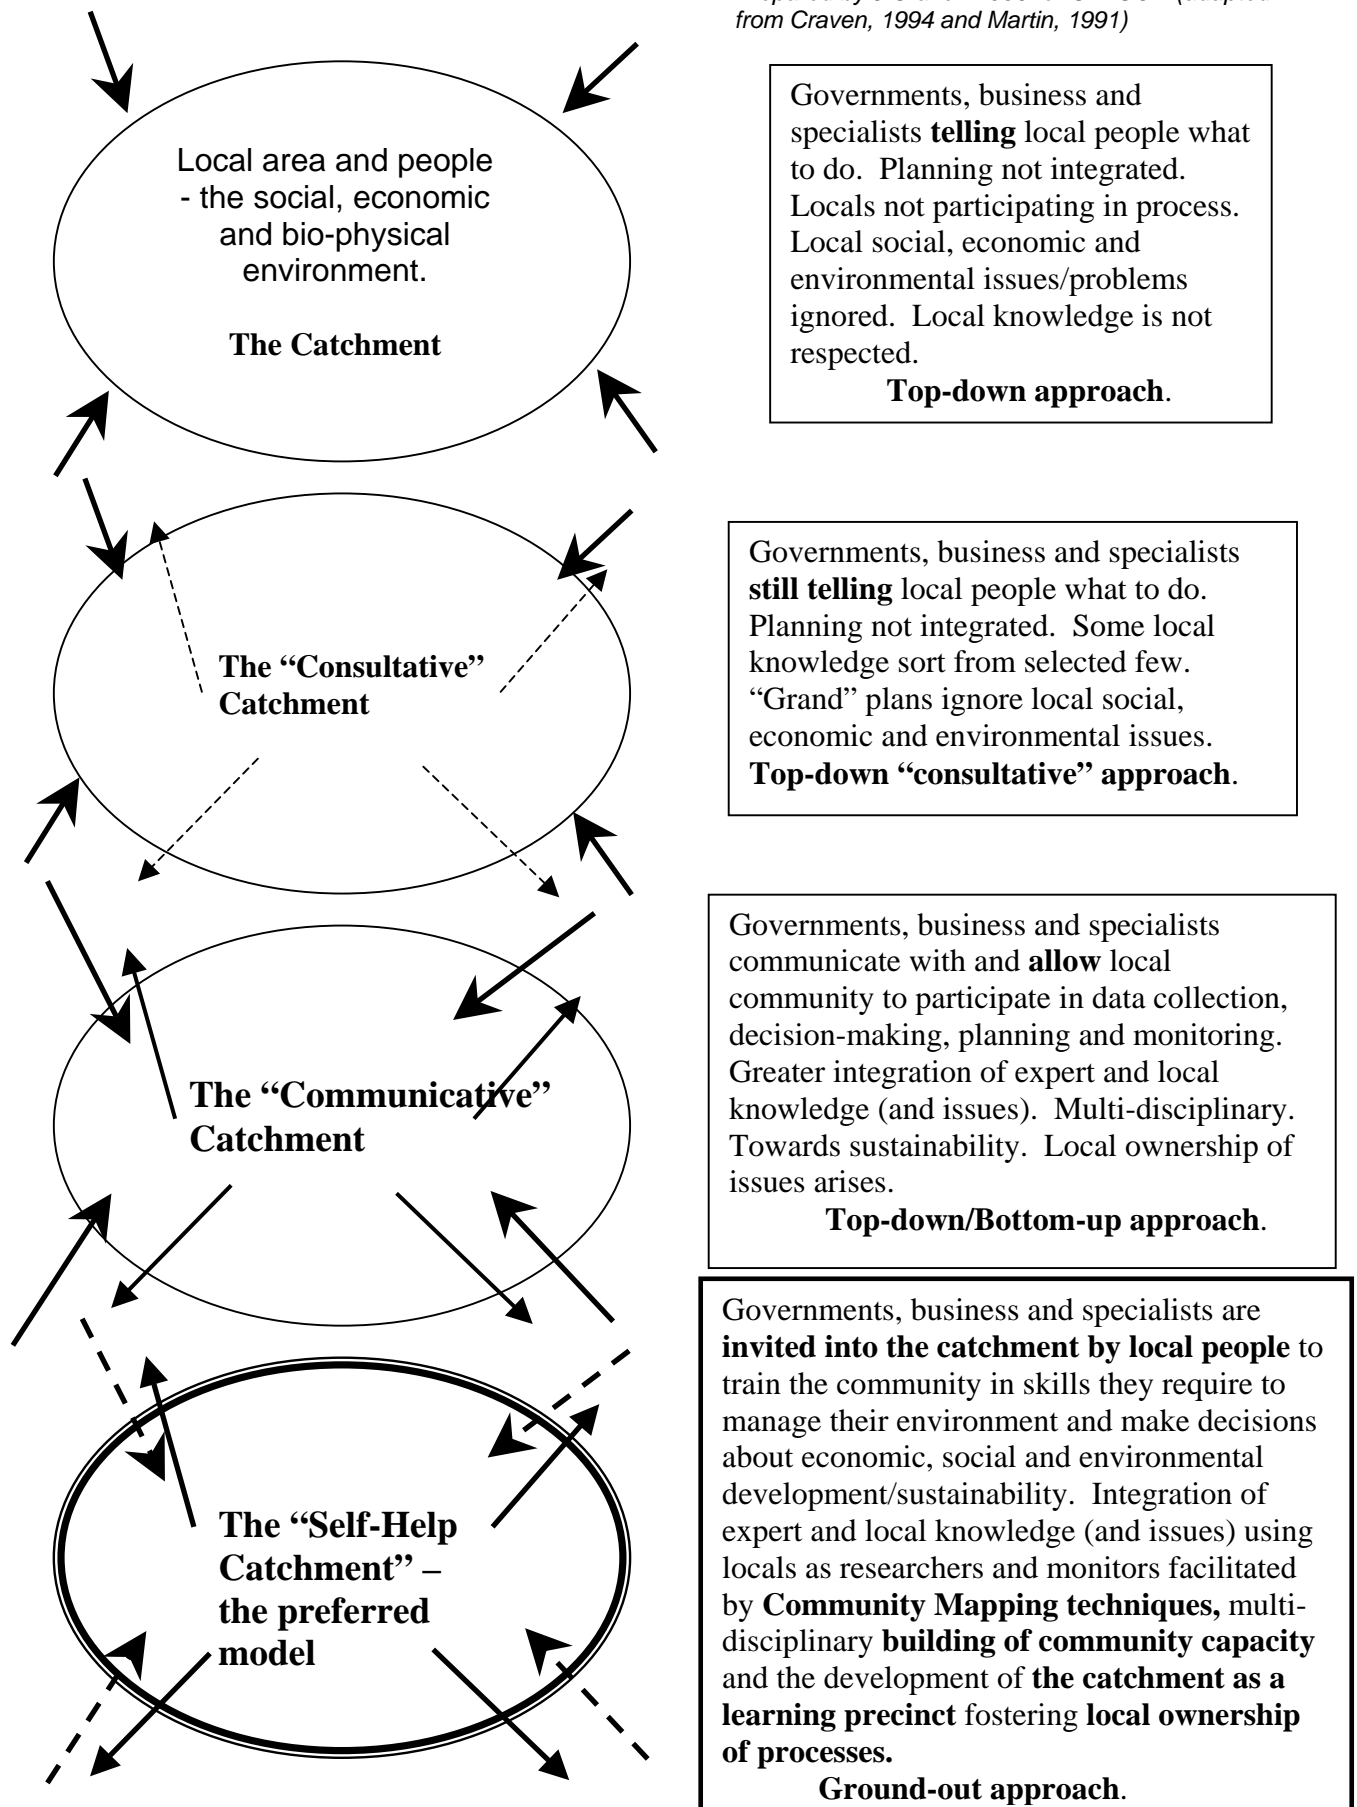 from Craven, 1994 and Martin, 1991)
Local area and people
- the social, economic
and bio-physical
environment.
The Catchment
Governments, business and
specialists telling local people what
to do.  Planning not integrated.
Locals not participating in process.
Local social, economic and
environmental issues/problems
ignored.  Local knowledge is not
respected.
Top-down approach.
The “Consultative”
Catchment
Governments, business and specialists
still telling local people what to do.
Planning not integrated.  Some local
knowledge sort from selected few.
“Grand” plans ignore local social,
economic and environmental issues.
Top-down “consultative” approach.
The “Communicative”
Catchment
Governments, business and specialists
communicate with and allow local
community to participate in data collection,
decision-making, planning and monitoring.
Greater integration of expert and local
knowledge (and issues).  Multi-disciplinary.
Towards sustainability.  Local ownership of
issues arises.
Top-down/Bottom-up approach.
The “Self-Help
Catchment” –
the preferred
model
Governments, business and specialists are
invited into the catchment by local people to
train the community in skills they require to
manage their environment and make decisions
about economic, social and environmental
development/sustainability.  Integration of
expert and local knowledge (and issues) using
locals as researchers and monitors facilitated
by Community Mapping techniques, multi-
disciplinary building of community capacity
and the development of the catchment as a
learning precinct fostering local ownership
of processes.
Ground-out approach.